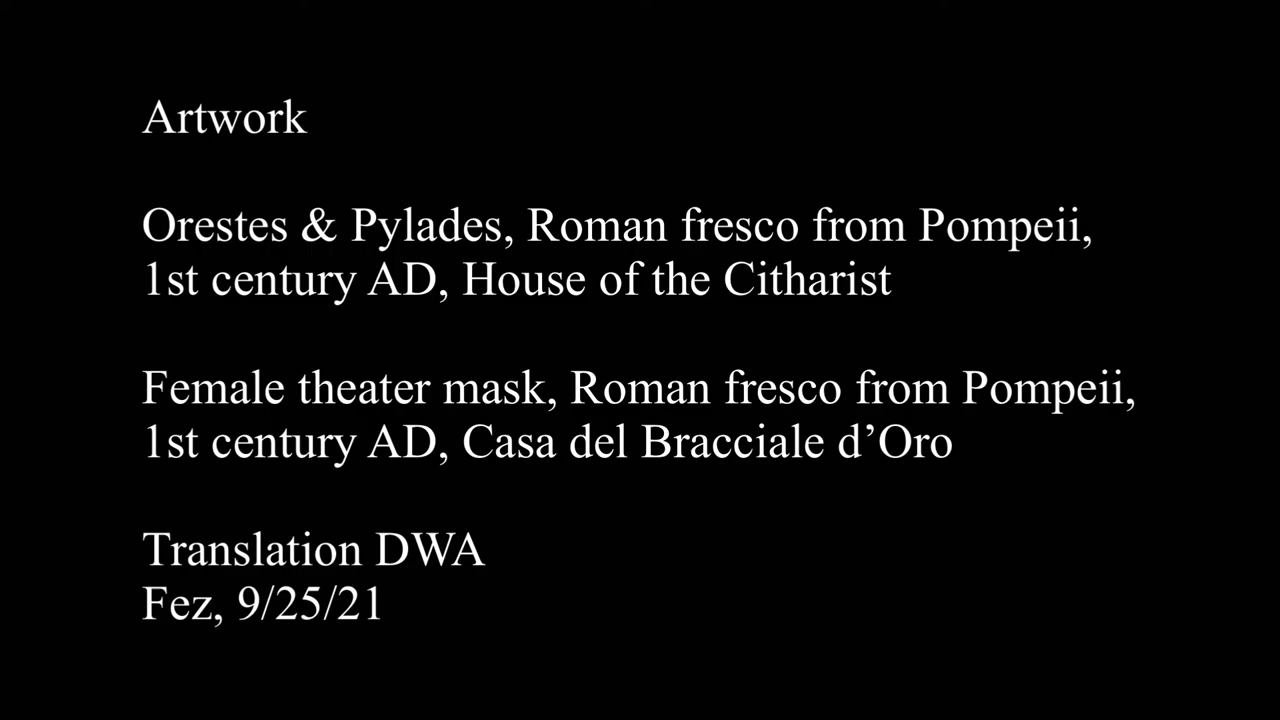 Artwork
Orestes & Pylades, Roman fresco from Pompeii,
1st century AD, House of the Citharist
Female theater mask, Roman fresco from Pompeii,
1st century AD, Casa del Bracciale d’Oro
Translation DWA
Fez, 9/25/21